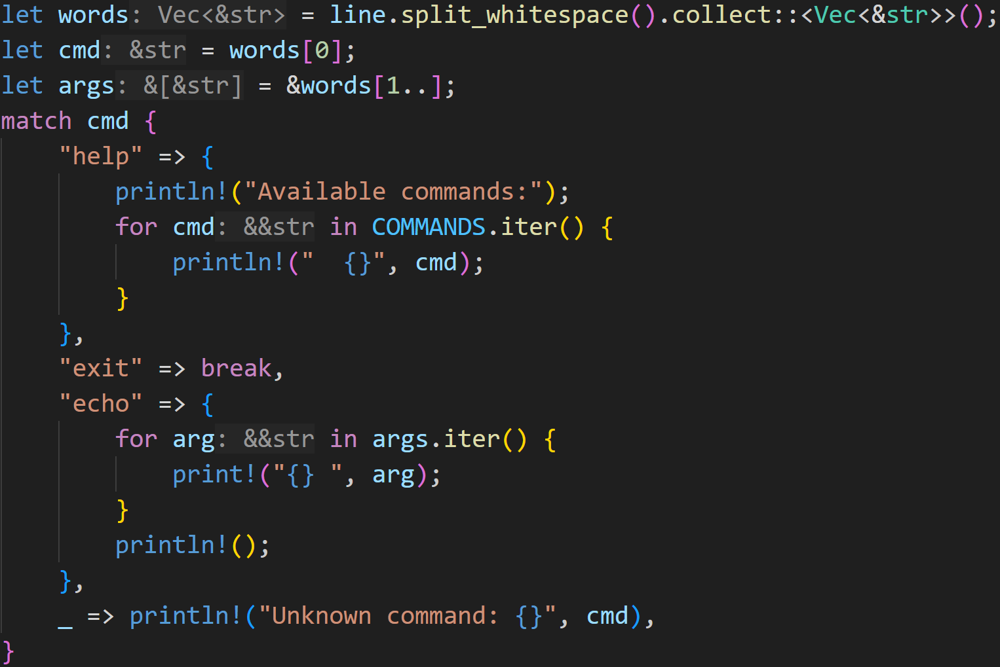 let words: Vec<&str> = line.split_whitespace().collect::<Vec<&str>>();
let cmd: &str = words[0];
let args: &[&str] = &words[1..];
match cmd {
    "help" => {
        println!("Available commands:");
        for cmd: &&str in COMMANDS.iter() {
            println!("  {}", cmd);
        }
    },
    "exit" => break,
    "echo" => {
        for arg: &&str in args.iter() {
            print!("{} ", arg);
        }
        println!();
    },
    _ => println!("Unknown command: {}", cmd),
}